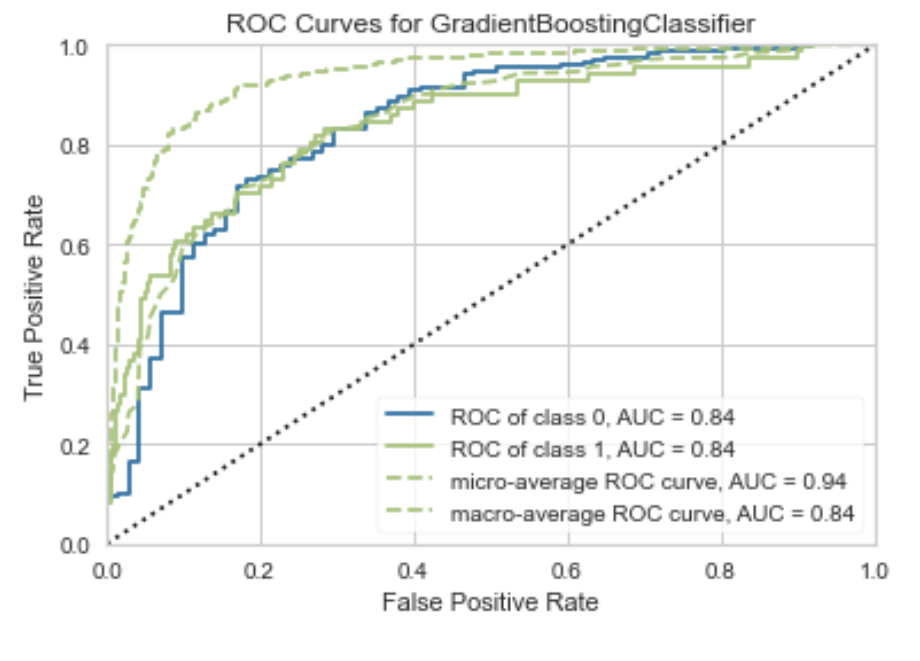 ROC Curves for GradientBoostingClassifier
1.0
0.8
0.6
0.4
0.2
0.0
True Positive Rate
ROC of class 0, AUC = 0.84
ROC of class 1, AUC = 0.84
micro-average ROC curve, AUC = 0.94
macro-average ROC curve, AUC = 0.84
0.0 0.2 0.4 0.6 0.8 1.0
False Positive Rate